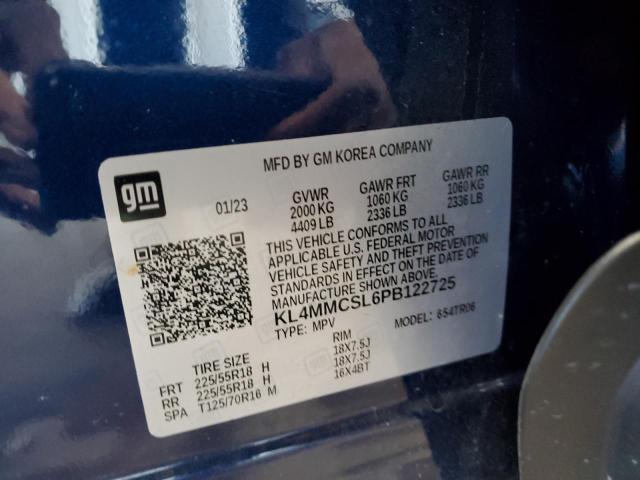 MFD BY GM KOREA COMPANY
gm
01/23
GVWR GAWR FRT GAWR RR
2000 KG 1060 KG 1060 KG
4409 LB 2336 LB 2336 LB
THIS VEHICLE CONFORMS TO ALL
APPLICABLE U.S. FEDERAL MOTOR
VEHICLE SAFETY AND THEFT PREVENTION
STANDARDS IN EFFECT ON THE DATE OF
MANUFACTURE SHOWN ABOVE.
KL4MMCSL6PB122725
TYPE: MPV MODEL: 654TR06
TIRE SIZE RIM
FRT 225/55R18 H 18X7.5J
RR 225/55R18 H 18X7.5J
SPA T125/70R16 M 16X4BT